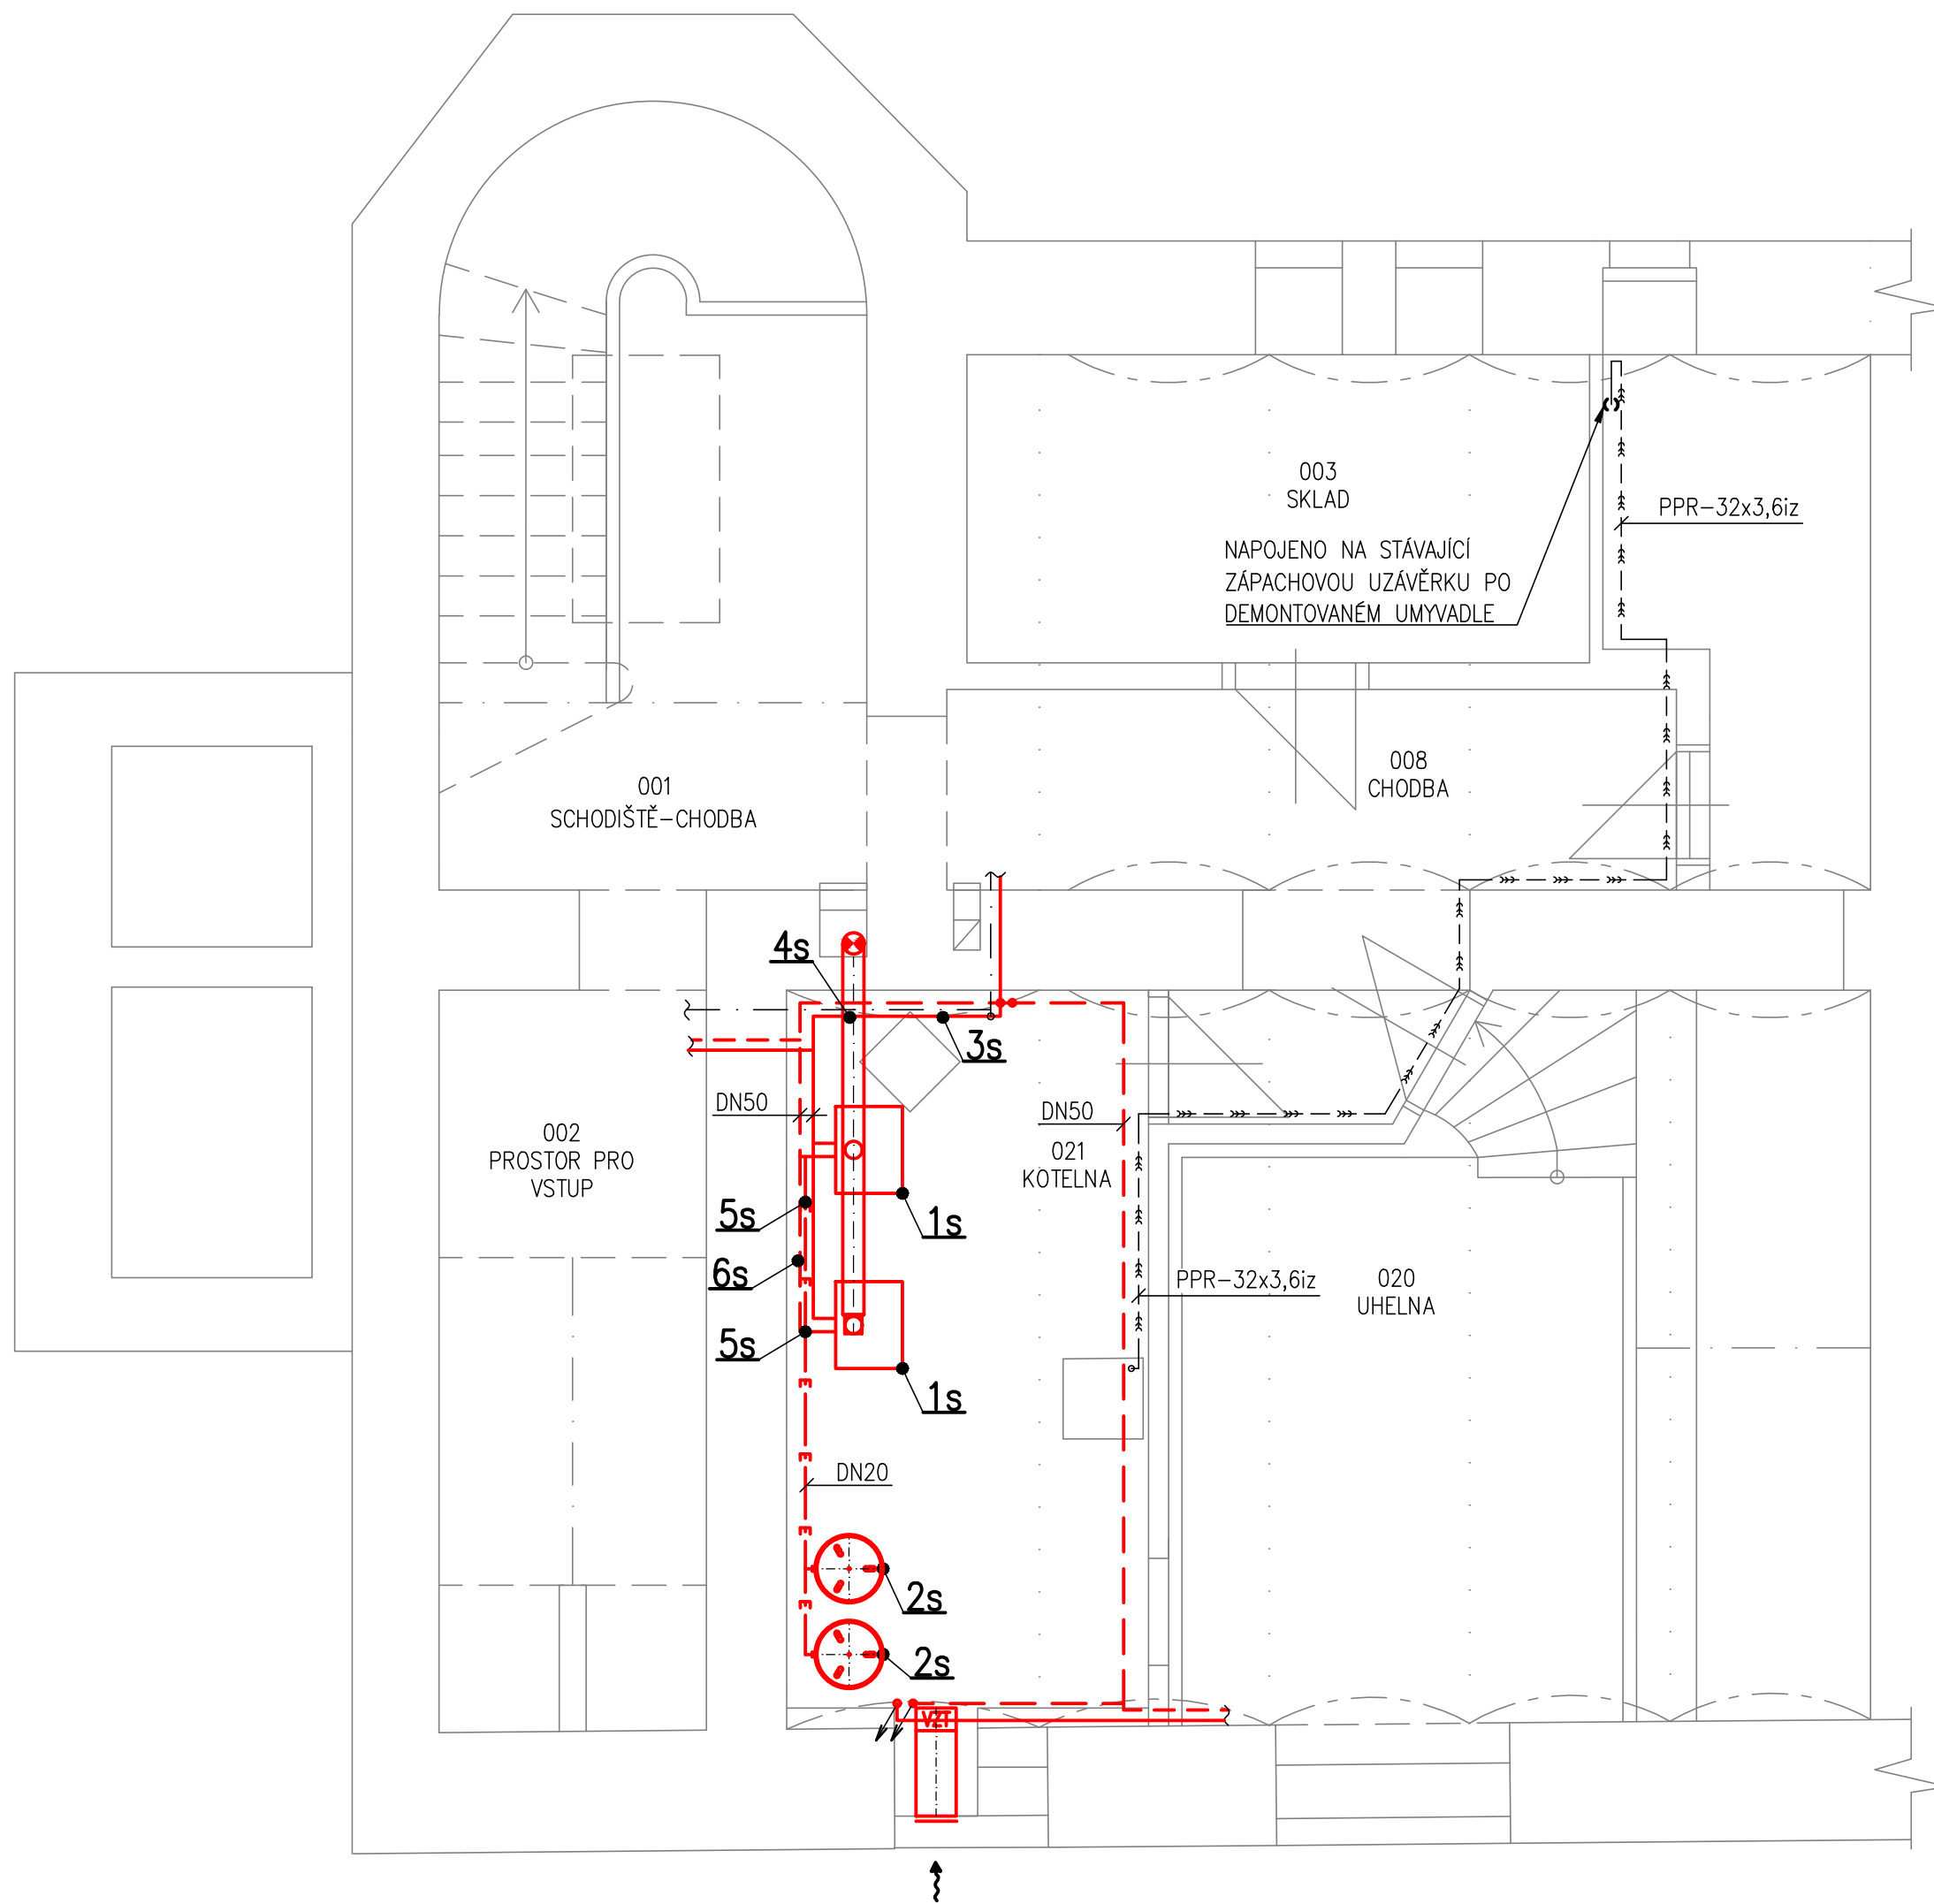 003
SKLAD
PPR-32x3,6iz
NAPOJENO NA STÁVAJÍCÍ
ZÁPACHOVOU UZÁVĚRKU PO
DEMONTOVANÉM UMYVADLE
001
SCHODIŠTĚ-CHODBA
008
CHODBA
4s
3s
DN50
DN50
002
PROSTOR PRO
VSTUP
021
KOTELNA
5s
1s
6s
PPR-32x3,6iz
020
UHELNA
5s
1s
DN20
2s
2s
VZT